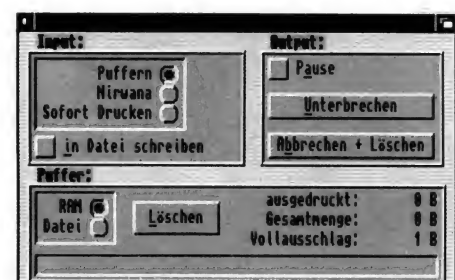 Input:
Puffern
Nirwana
Sofort Drucken
in Datei schreiben
Output:
Pause
Unterbrechen
Abbrechen + Löschen
Puffer:
RAM
Datei
Löschen
ausgedruckt: 0 B
Gesamtmenge: 0 B
Vollausschlag: 1 B